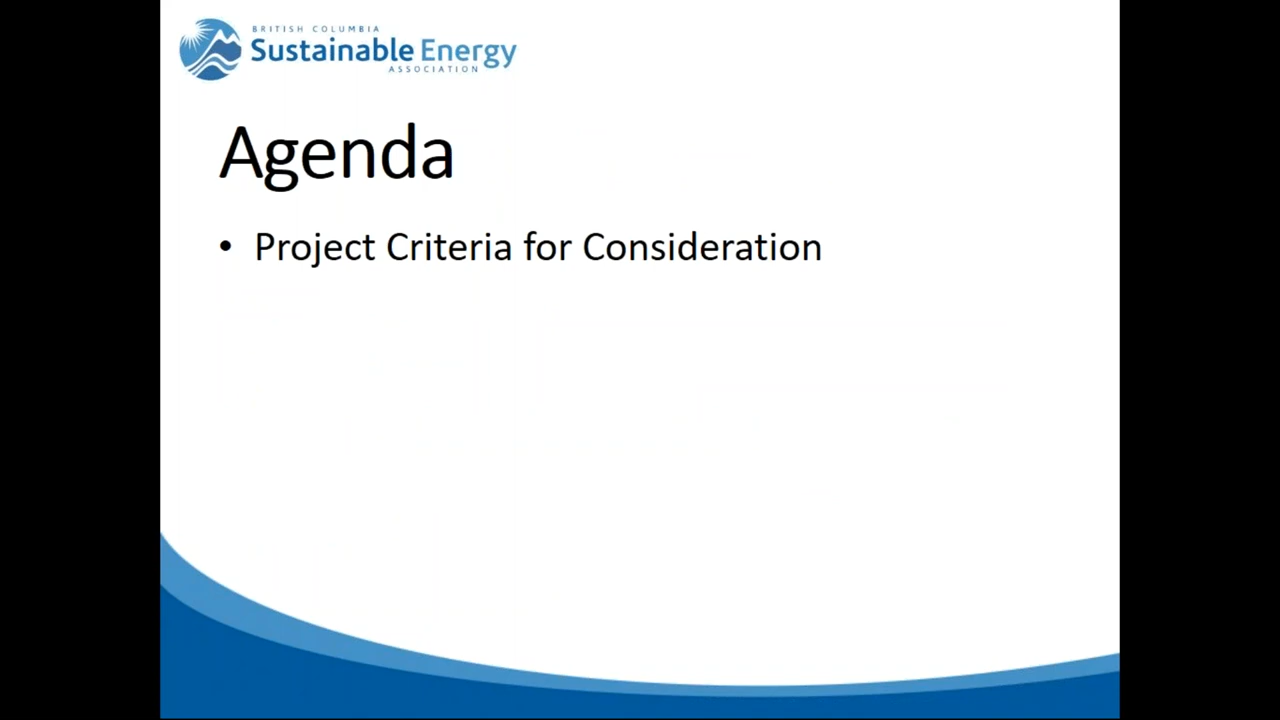 BRITISH COLUMBIA
Sustainable Energy
ASSOCIATION
Agenda
• Project Criteria for Consideration